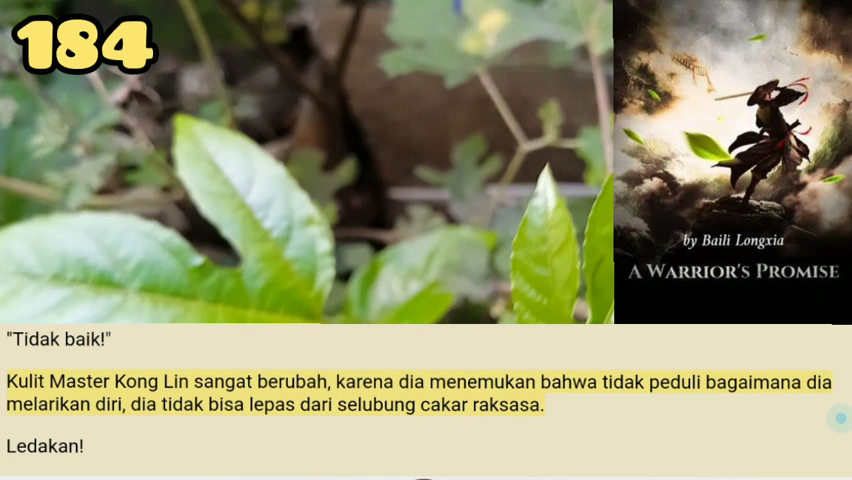 184
by Baili Longxia
A WARRIOR'S PROMISE
"Tidak baik!"
Kulit Master Kong Lin sangat berubah, karena dia menemukan bahwa tidak peduli bagaimana dia
melarikan diri, dia tidak bisa lepas dari selubung cakar raksasa.
Ledakan!